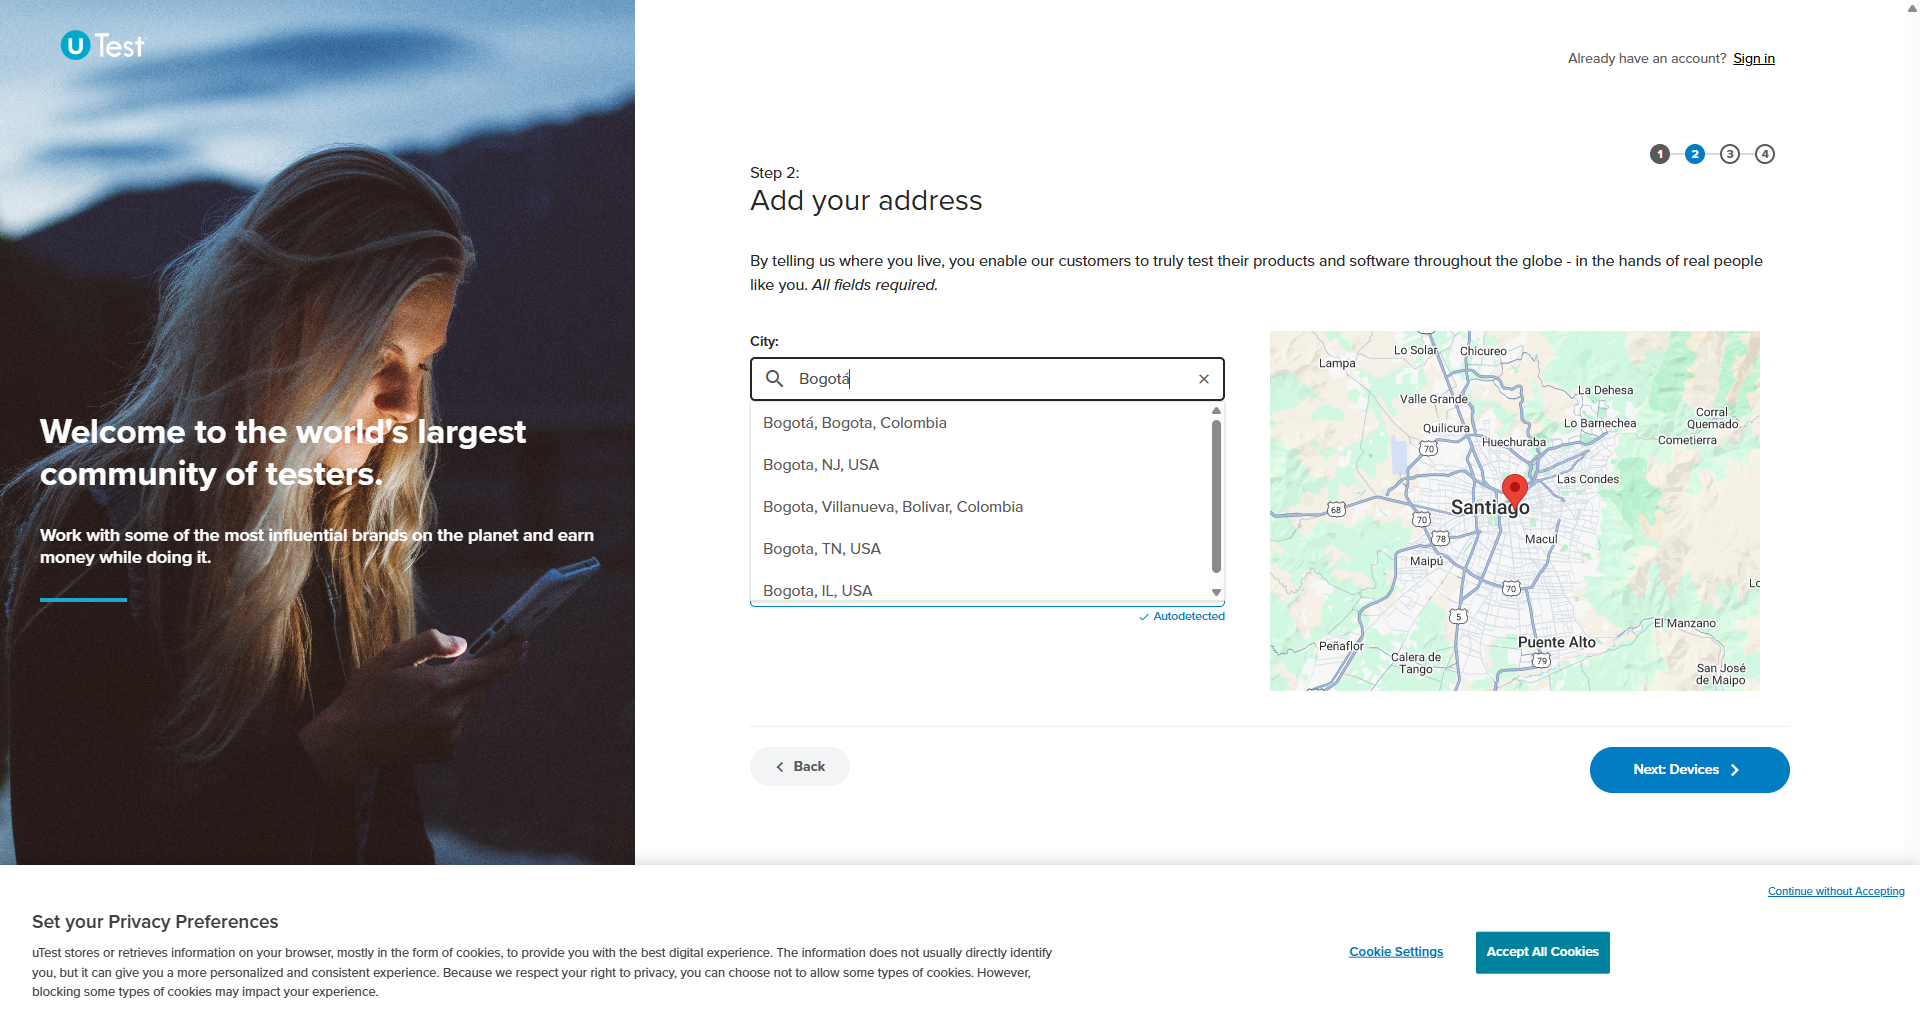 U Test
Already have an account? Sign in
1 2 3 4
Step 2:
Add your address
By telling us where you live, you enable our customers to truly test their products and software throughout the globe - in the hands of real people
like you. All fields required.
City:
Bogotá
Bogotá, Bogota, Colombia
Bogota, NJ, USA
Bogota, Villanueva, Bolivar, Colombia
Bogota, TN, USA
Bogota, IL, USA
Autodetected
Lampa
Lo Solar
Chicureo
La Dehesa
Valle Grande
Corral
Quemado
Lo Barnechea
Quilicura
Huechuraba
Cometierra
70
Las Condes
Santiago
68
70
78
Macul
Maipú
70
5
El Manzano
Puente Alto
Peñaflor
Calera de
Tango
79
San José
de Maipo
Lo
Welcome to the world's largest
community of testers.
Work with some of the most influential brands on the planet and earn
money while doing it.
Back
Next: Devices
Continue without Accepting
Set your Privacy Preferences
uTest stores or retrieves information on your browser, mostly in the form of cookies, to provide you with the best digital experience. The information does not usually directly identify
you, but it can give you a more personalized and consistent experience. Because we respect your right to privacy, you can choose not to allow some types of cookies. However,
blocking some types of cookies may impact your experience.
Cookie Settings
Accept All Cookies